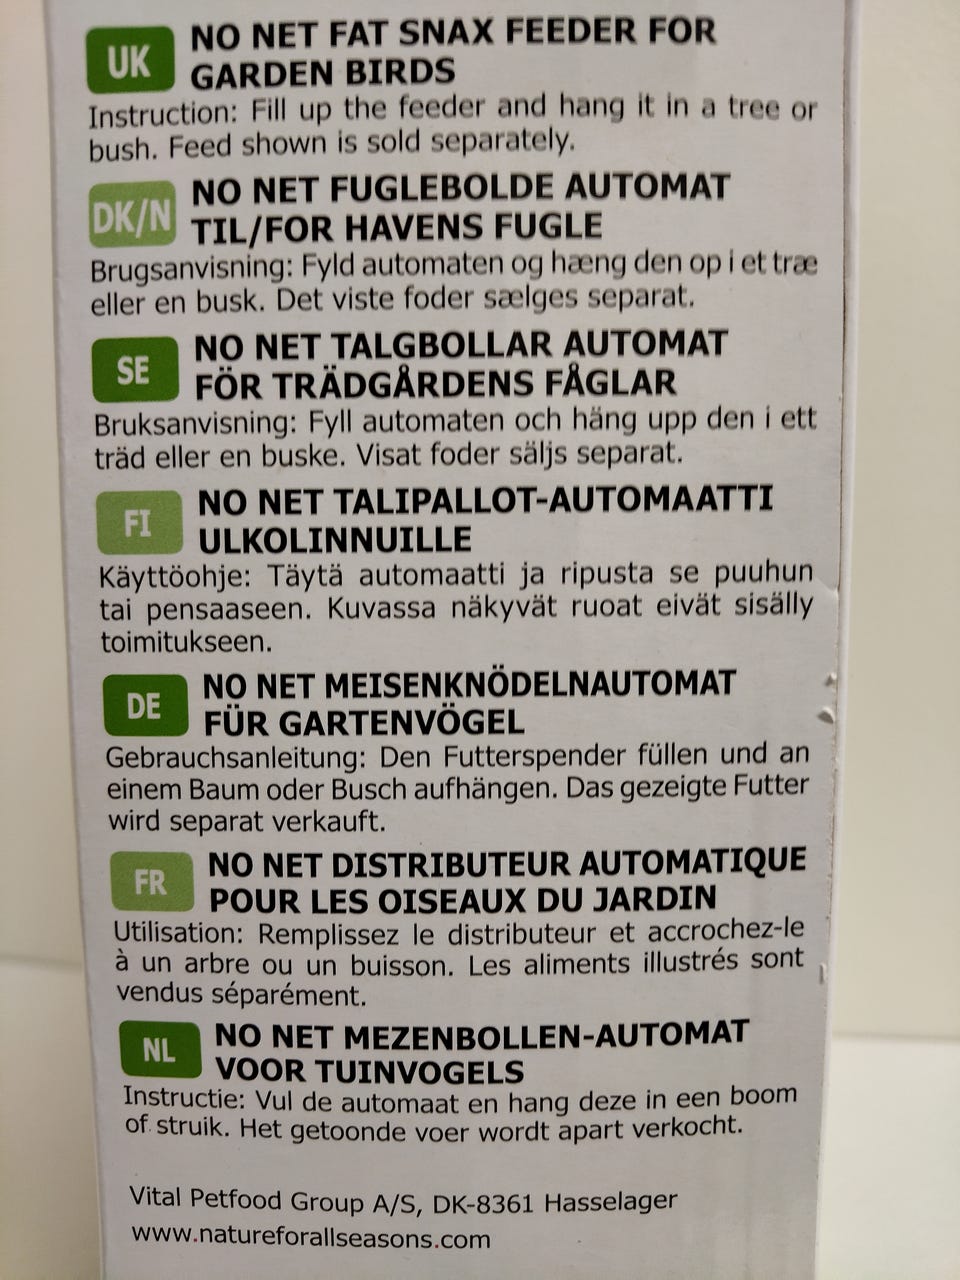 UK
NO NET FAT SNAX FEEDER FOR
GARDEN BIRDS
Instruction: Fill up the feeder and hang it in a tree or
bush. Feed shown is sold separately.
DK/N
NO NET FUGLEBOLDE AUTOMAT
TIL/FOR HAVENS FUGLE
Brugsanvisning: Fyld automaten og hæng den op i et træ
eller en busk. Det viste foder sælges separat.
SE
NO NET TALGBOLLAR AUTOMAT
FÖR TRÄDGÅRDENS FÅGLAR
Bruksanvisning: Fyll automaten och häng upp den i ett
träd eller en buske. Visat foder säljs separat.
FI
NO NET TALIPALLOT-AUTOMAATTI
ULKOLINNUILLE
Käyttöohje: Täytä automaatti ja ripusta se puuhun
tai pensaaseen. Kuvassa näkyvät ruoat eivät sisälly
toimitukseen.
DE
NO NET MEISENKNÖDELNAUTOMAT
FÜR GARTENVÖGEL
Gebrauchsanleitung: Den Futterspender füllen und an
einem Baum oder Busch aufhängen. Das gezeigte Futter
wird separat verkauft.
FR
NO NET DISTRIBUTEUR AUTOMATIQUE
POUR LES OISEAUX DU JARDIN
Utilisation: Remplissez le distributeur et accrochez-le
à un arbre ou un buisson. Les aliments illustrés sont
vendus séparément.
NL
NO NET MEZENBOLLEN-AUTOMAT
VOOR TUINVOGELS
Instructie: Vul de automaat en hang deze in een boom
of struik. Het getoonde voer wordt apart verkocht.
Vital Petfood Group A/S, DK-8361 Hasselager
www.natureforallseasons.com